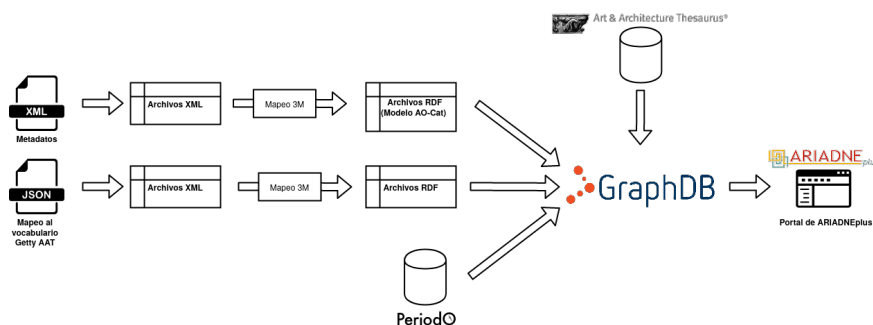 Art & Architecture Thesaurus®
XML
Metadatos
Archivos XML
Mapeo 3M
Archivos RDF
(Modelo AO-Cat)
JSON
Mapeo al
vocabulario
Getty AAT
Archivos XML
Mapeo 3M
Archivos RDF
GraphDB
ARIADNEplus
Portal de ARIADNEplus
PeriodO